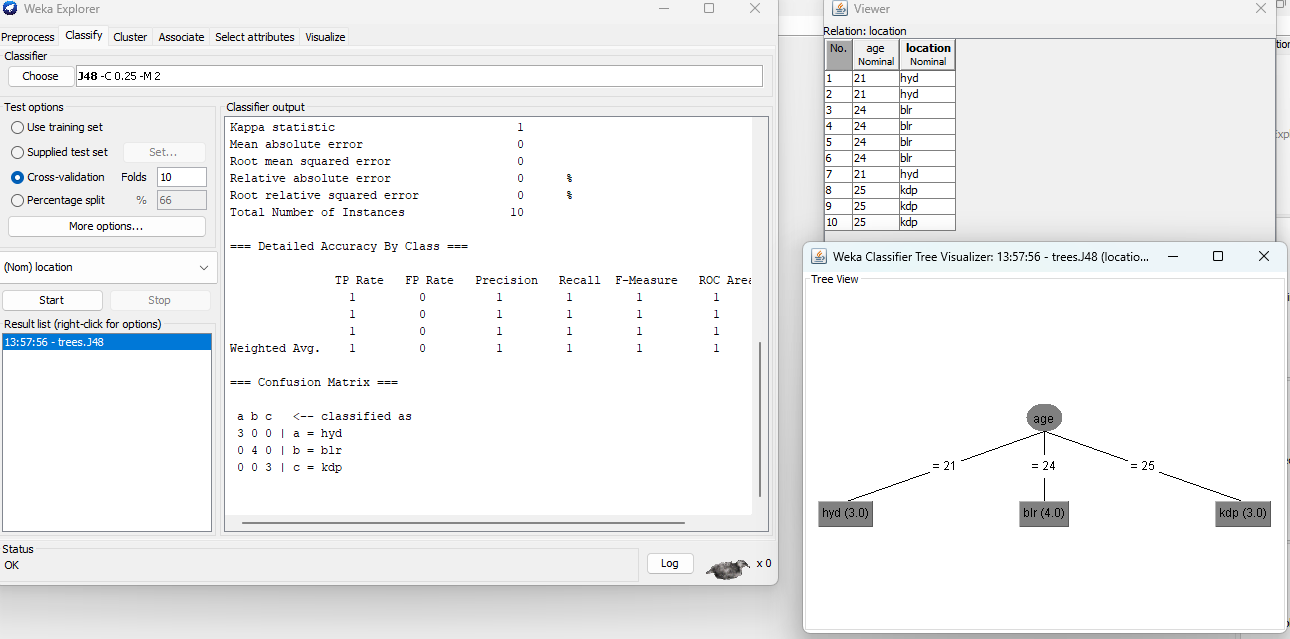 Weka Explorer
Preprocess Classify Cluster Associate Select attributes Visualize
Classifier
Choose J48 -C 0.25 -M 2
Test options
Use training set
Supplied test set Set...
Cross-validation Folds 10
Percentage split % 66
More options...
(Nom) location
Start Stop
Result list (right-click for options)
13:57:56 - trees.J48
Classifier output
Kappa statistic 1
Mean absolute error 0
Root mean squared error 0
Relative absolute error 0 %
Root relative squared error 0 %
Total Number of Instances 10
=== Detailed Accuracy By Class ===
TP Rate FP Rate Precision Recall F-Measure ROC Area
1 0 1 1 1 1
1 0 1 1 1 1
1 0 1 1 1 1
Weighted Avg. 1 0 1 1 1 1
=== Confusion Matrix ===
a b c <-- classified as
3 0 0 | a = hyd
0 4 0 | b = blr
0 0 3 | c = kdp
Status
OK
Log x 0
Viewer
Relation: location
No. age location
Nominal Nominal
1 21 hyd
2 21 hyd
3 24 blr
4 24 blr
5 24 blr
6 24 blr
7 21 hyd
8 25 kdp
9 25 kdp
10 25 kdp
Weka Classifier Tree Visualizer: 13:57:56 - trees.J48 (locatio...
Tree View
age
= 21 = 24 = 25
hyd (3.0) blr (4.0) kdp (3.0)